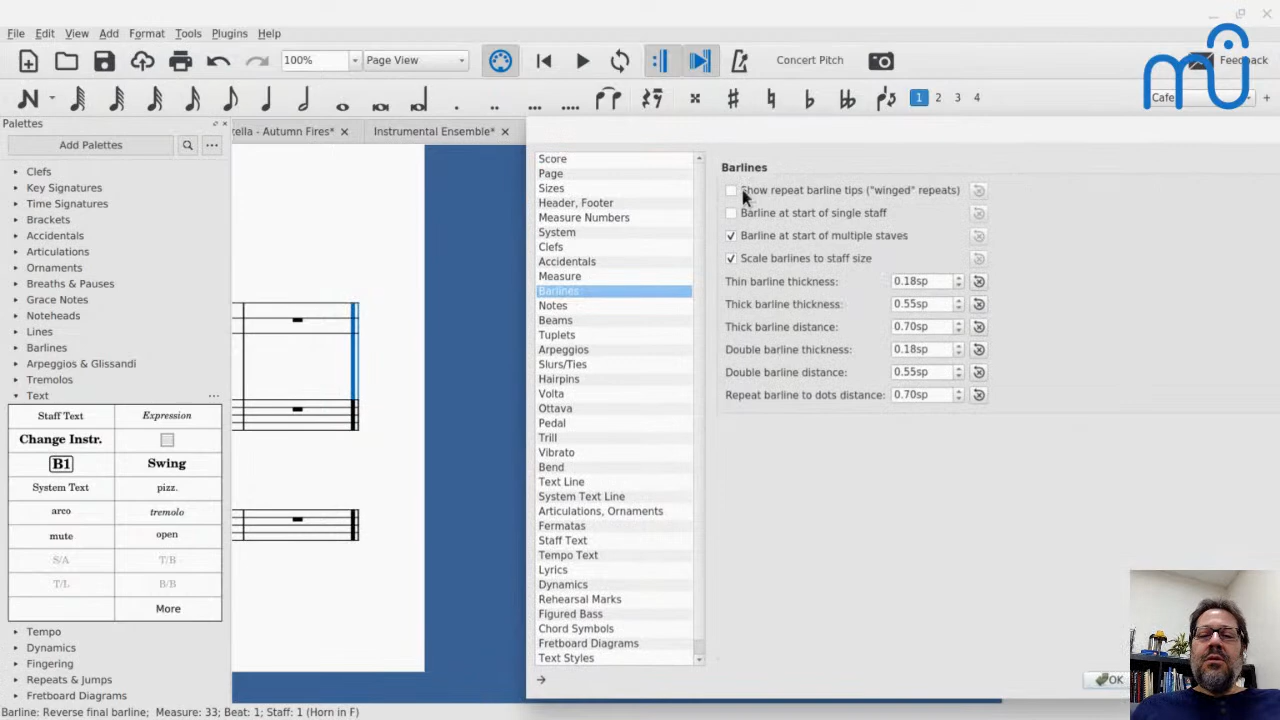 File Edit View Add Format Tools Plugins Help
100% Page View Concert Pitch Feedback
1 2 3 4 Cafe +
Palettes
tella - Autumn Fires* Instrumental Ensemble*
Add Palettes
Clefs
Key Signatures
Time Signatures
Brackets
Accidentals
Articulations
Ornaments
Breaths & Pauses
Grace Notes
Noteheads
Lines
Barlines
Arpeggios & Glissandi
Tremolos
Text
Staff Text Expression
Change Instr.
B1 Swing
System Text pizz.
arco tremolo
mute open
S/A T/B
T/L B/B
More
Tempo
Dynamics
Fingering
Repeats & Jumps
Fretboard Diagrams
Score
Page
Sizes
Header, Footer
Measure Numbers
System
Clefs
Accidentals
Measure
Barlines
Notes
Beams
Tuplets
Arpeggios
Slurs/Ties
Hairpins
Volta
Ottava
Pedal
Trill
Vibrato
Bend
Text Line
System Text Line
Articulations, Ornaments
Fermatas
Staff Text
Tempo Text
Lyrics
Dynamics
Rehearsal Marks
Figured Bass
Chord Symbols
Fretboard Diagrams
Text Styles
Barlines
Show repeat barline tips ("winged" repeats)
Barline at start of single staff
Barline at start of multiple staves
Scale barlines to staff size
Thin barline thickness: 0.18sp
Thick barline thickness: 0.55sp
Thick barline distance: 0.70sp
Double barline thickness: 0.18sp
Double barline distance: 0.55sp
Repeat barline to dots distance: 0.70sp
OK
Barline: Reverse final barline; Measure: 33; Beat: 1; Staff: 1 (Horn in F)